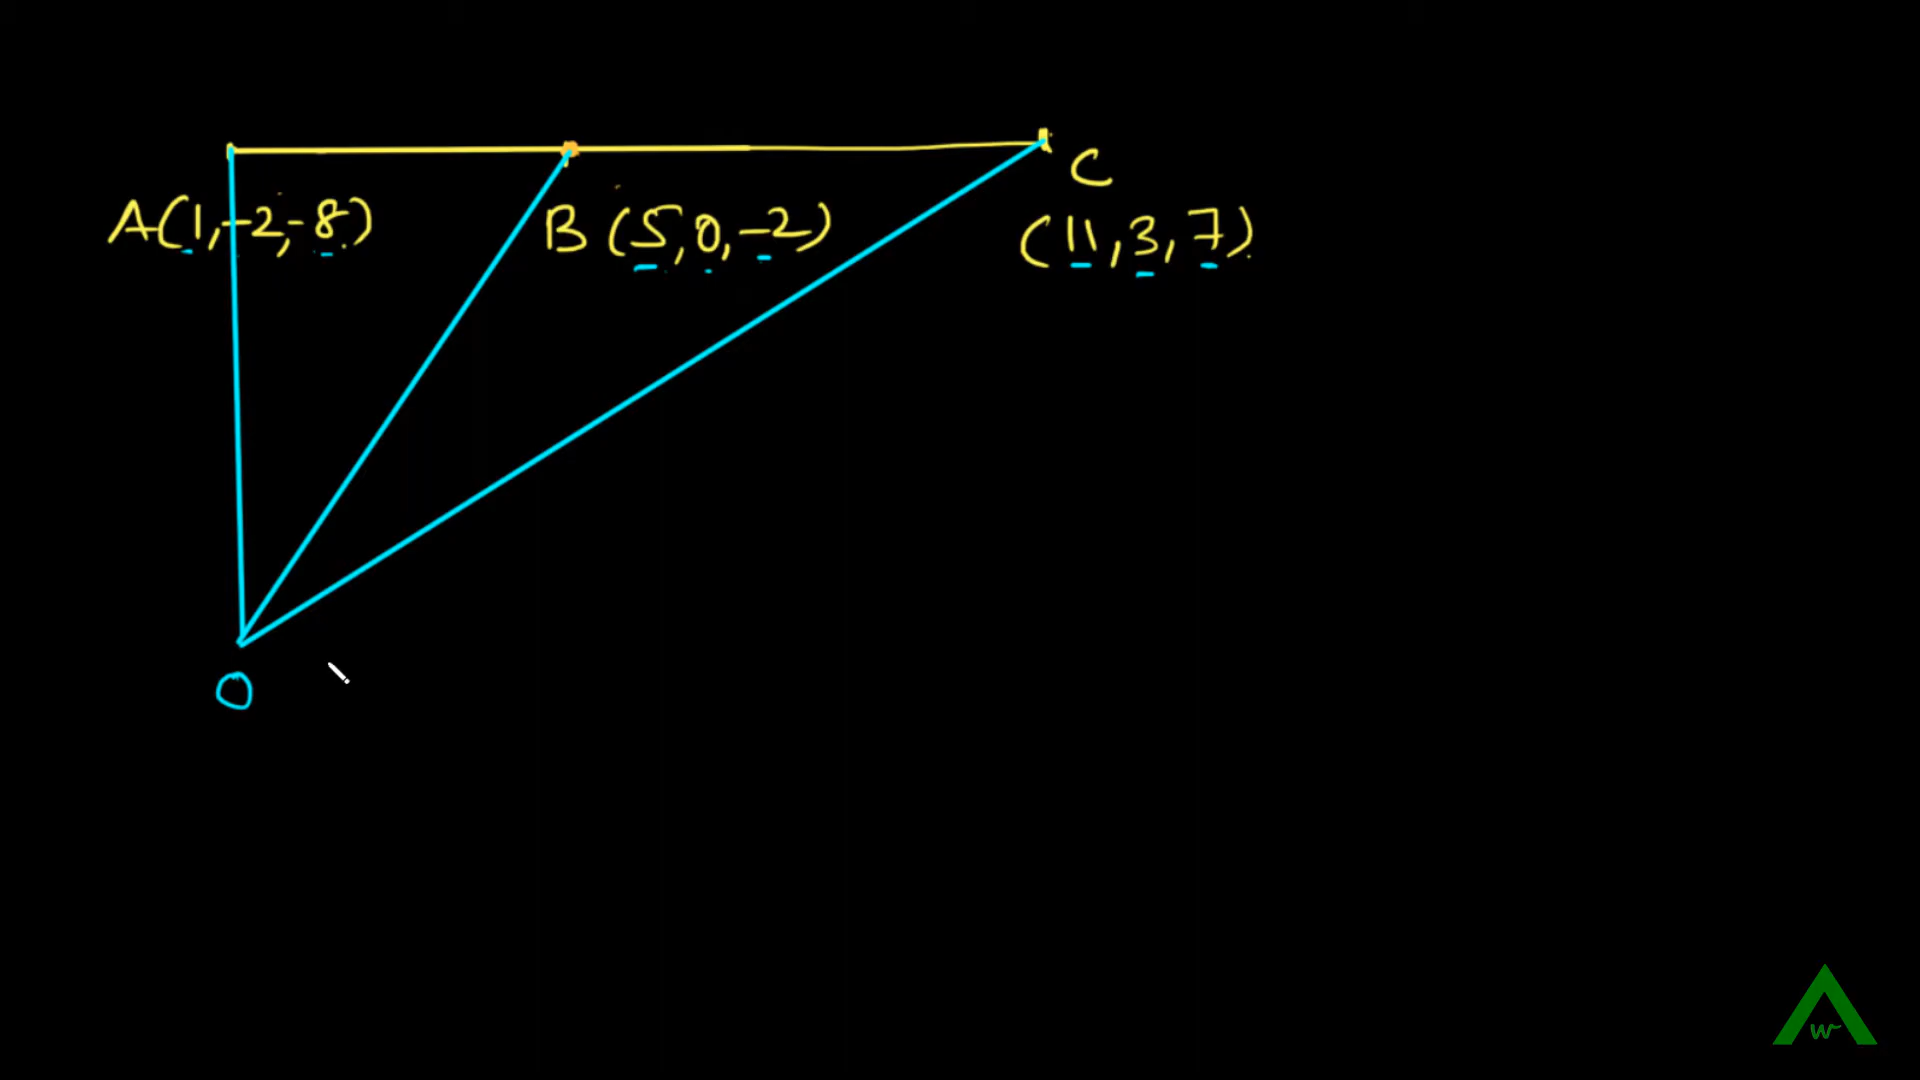 C
A(1,-2,-8)
B (5,0,-2)
(11,3,7)
O
W